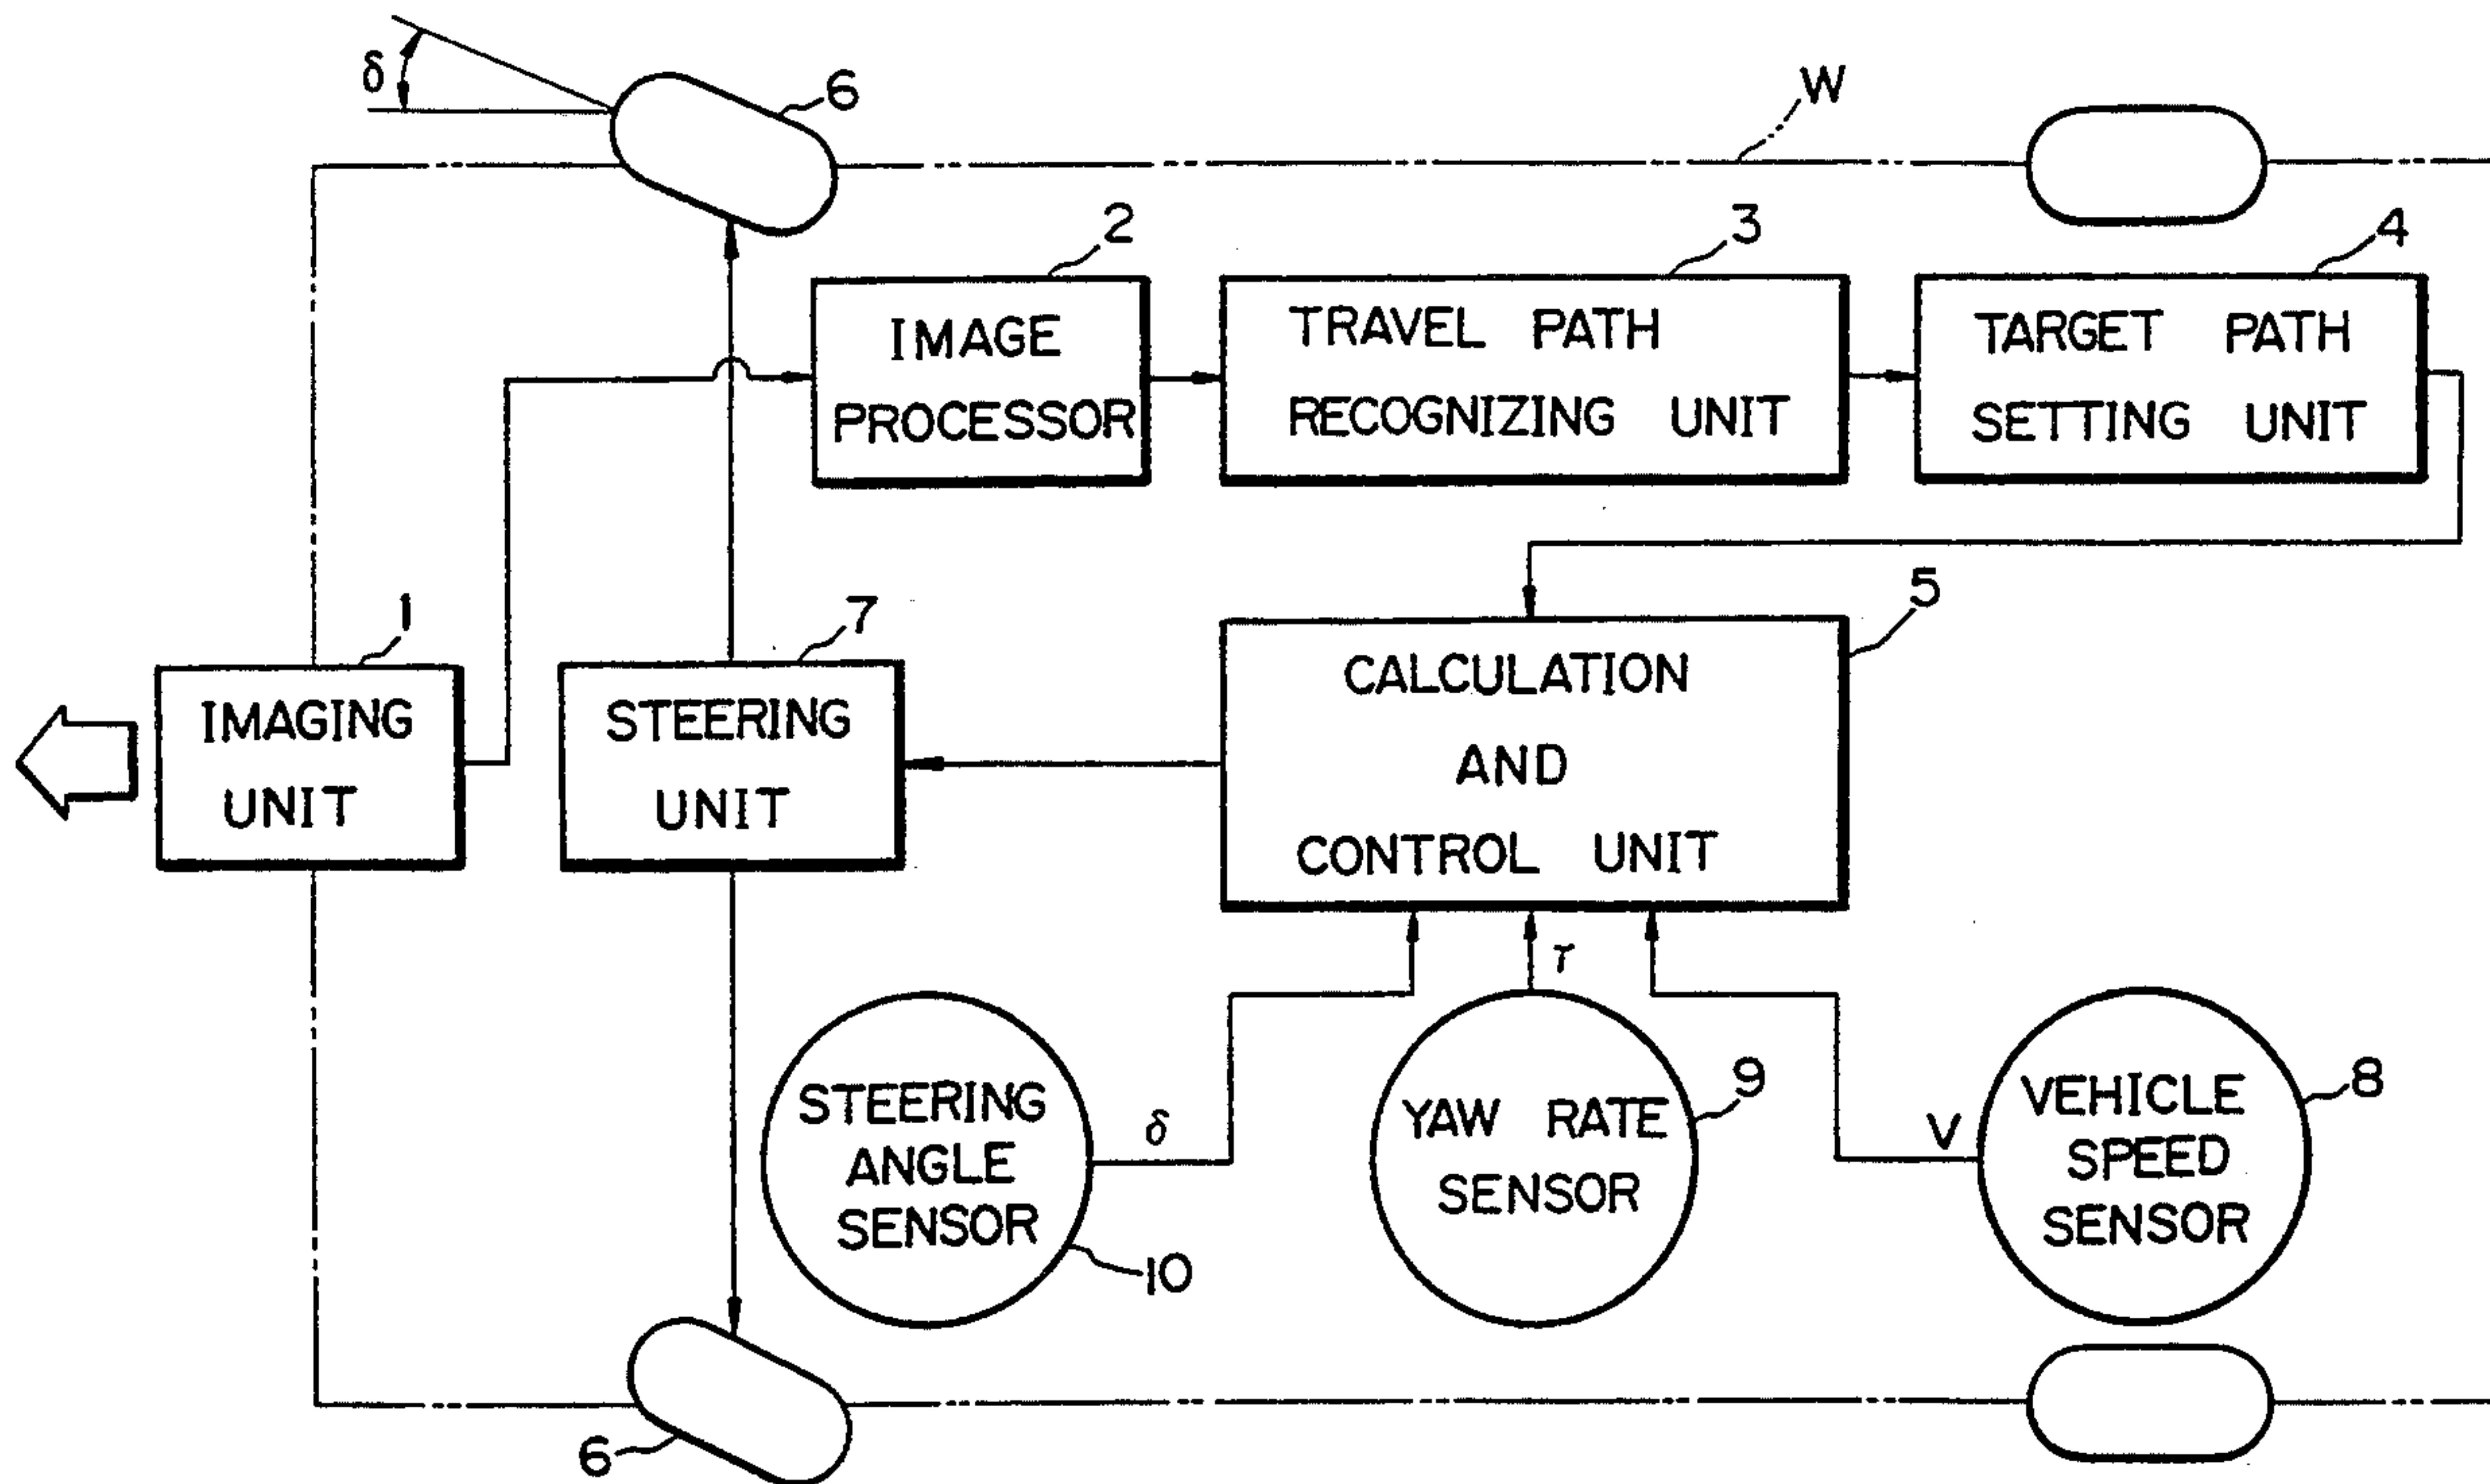 δ
6
W
2
3
4
IMAGE
PROCESSOR
TRAVEL PATH
RECOGNIZING UNIT
TARGET PATH
SETTING UNIT
1
7
5
IMAGING
UNIT
STEERING
UNIT
CALCULATION
AND
CONTROL UNIT
STEERING
ANGLE
SENSOR
10
δ
YAW RATE
SENSOR
9
V
VEHICLE
SPEED
SENSOR
8
6